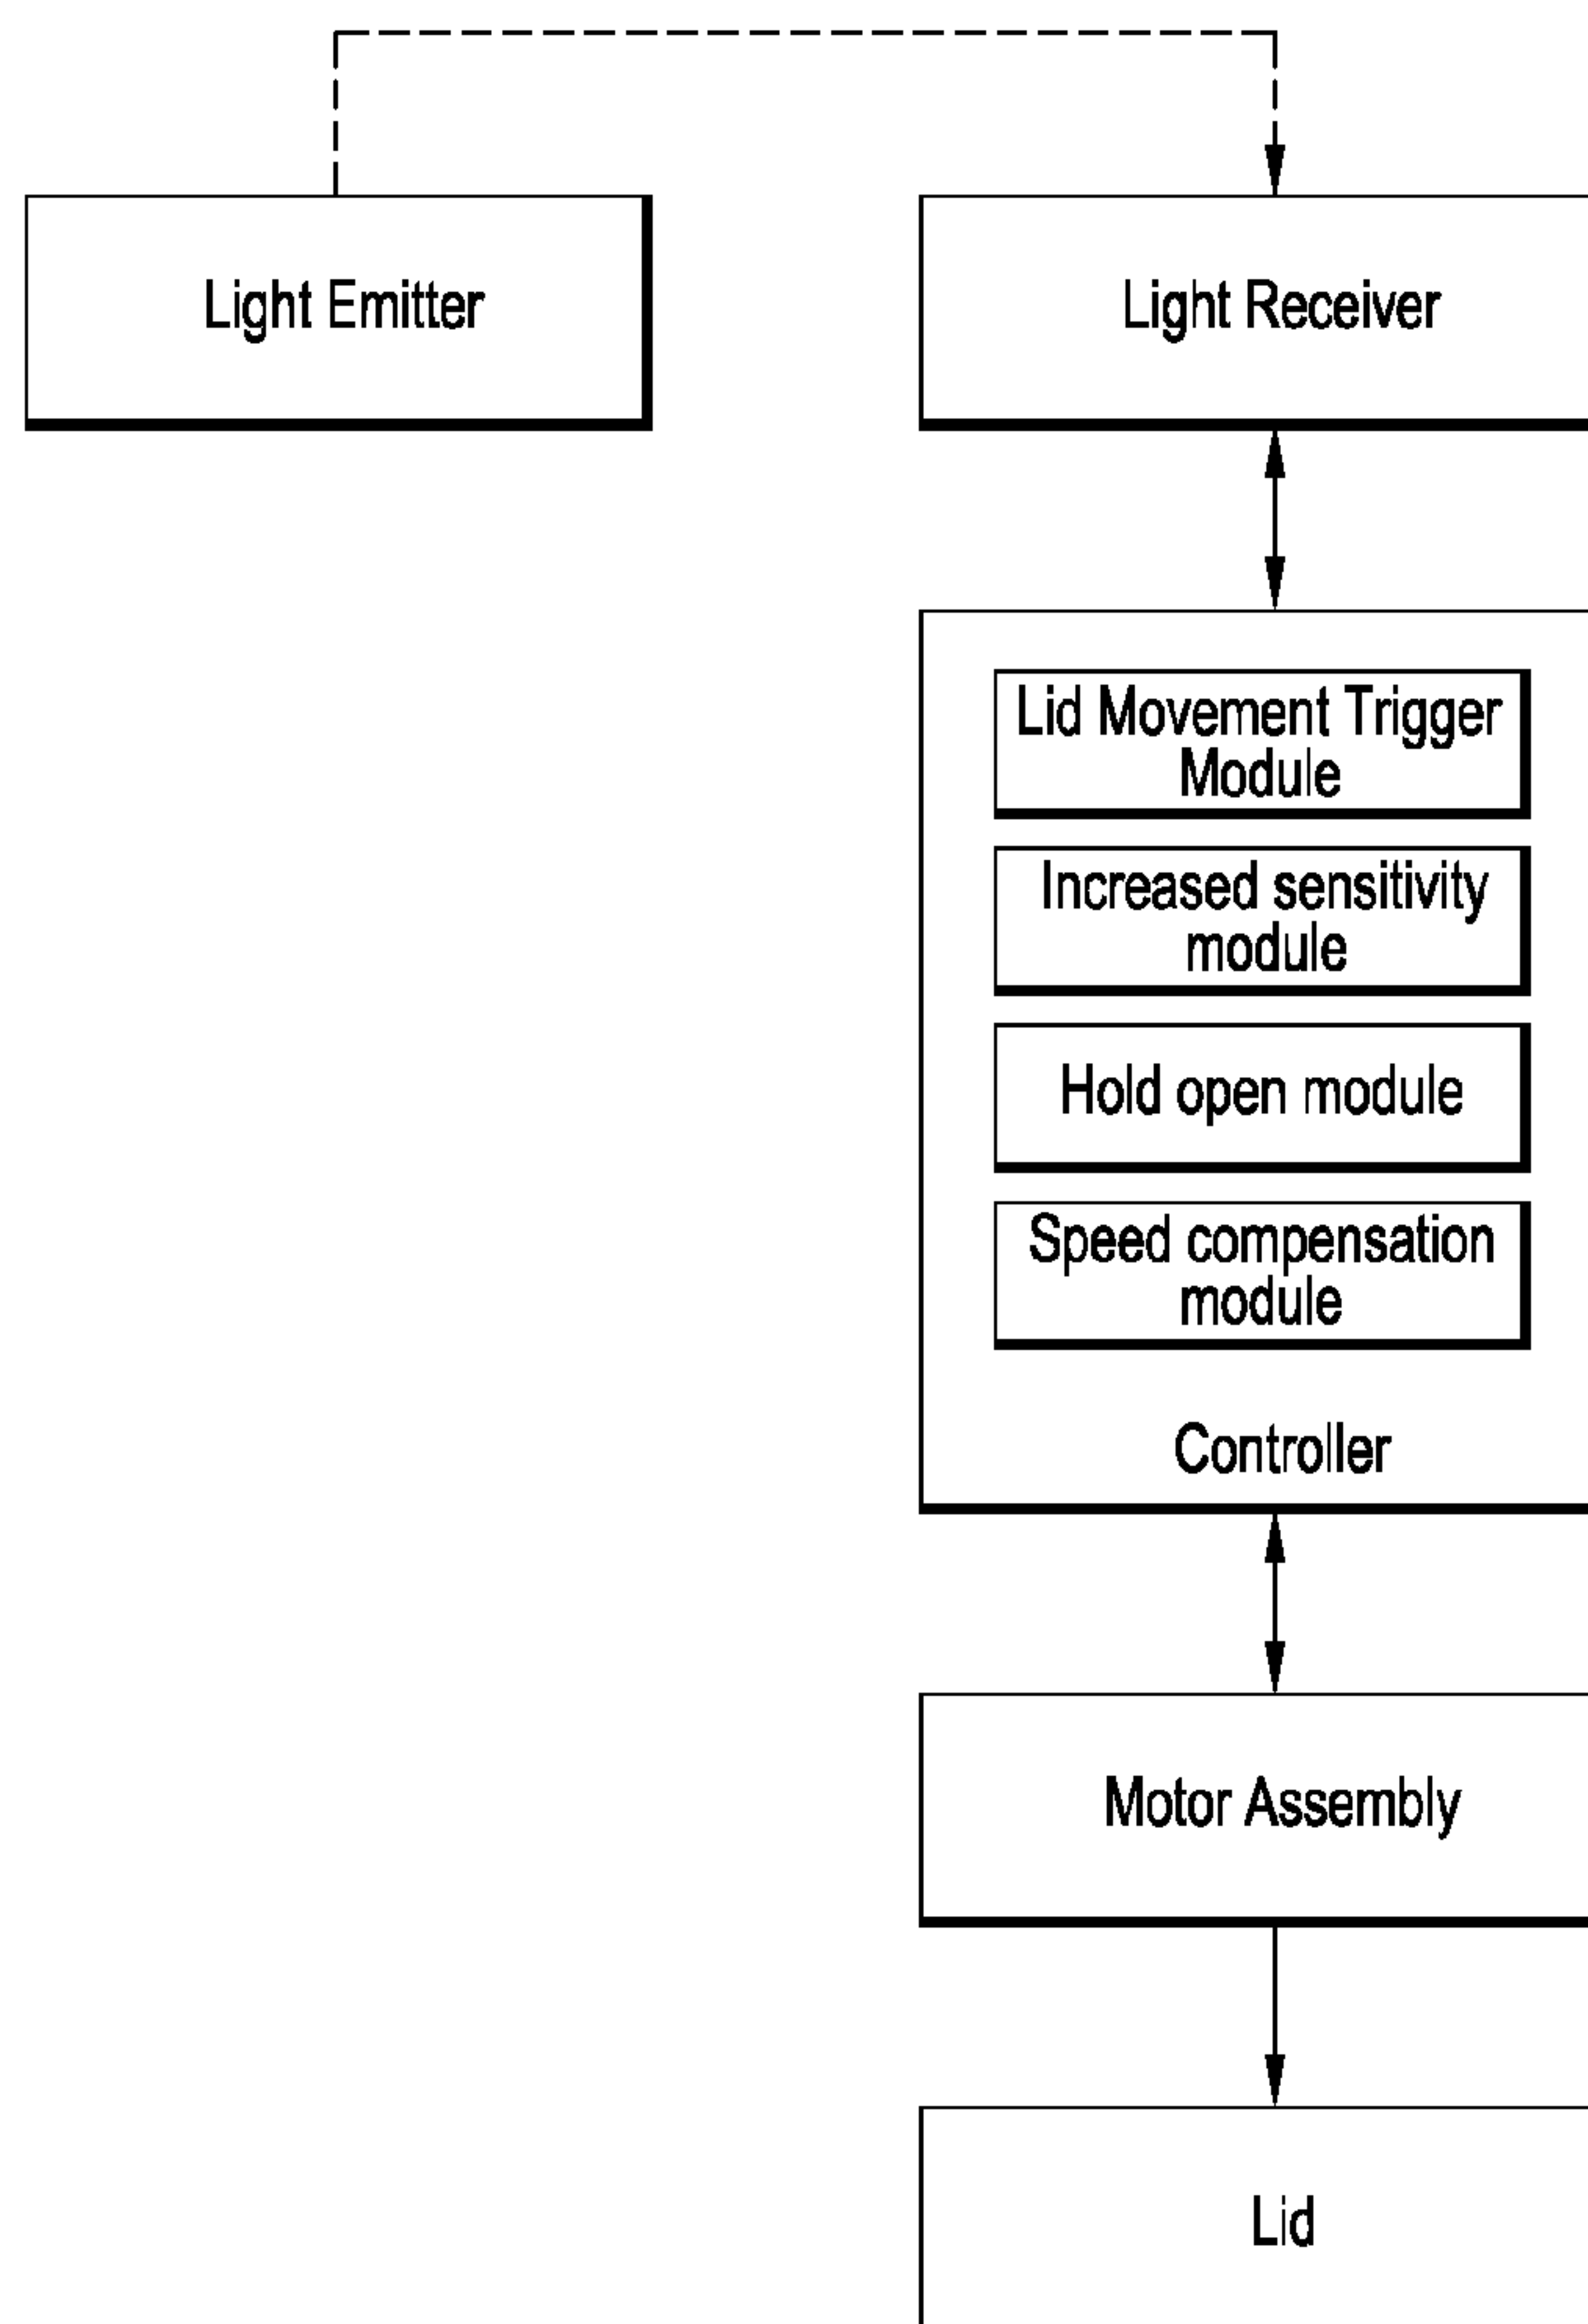 Light Emitter
Light Receiver
Lid Movement Trigger
Module
Increased sensitivity
module
Hold open module
Speed compensation
module
Controller
Motor Assembly
Lid